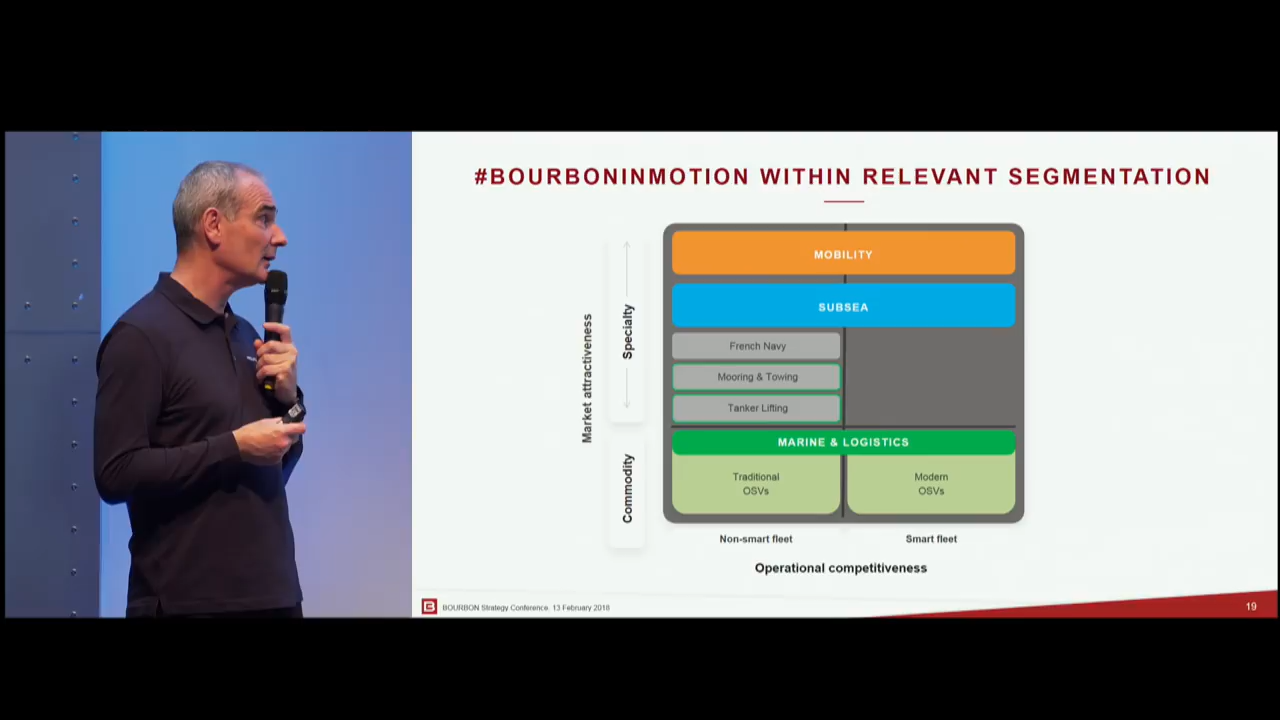 #BOURBONINMOTION WITHIN RELEVANT SEGMENTATION
Market attractiveness
Specialty
Commodity
MOBILITY
SUBSEA
French Navy
Mooring & Towing
Tanker Lifting
MARINE & LOGISTICS
Traditional
OSVs
Modern
OSVs
Non-smart fleet
Smart fleet
Operational competitiveness
BOURBON Strategy Conference. 13 February 2018
19